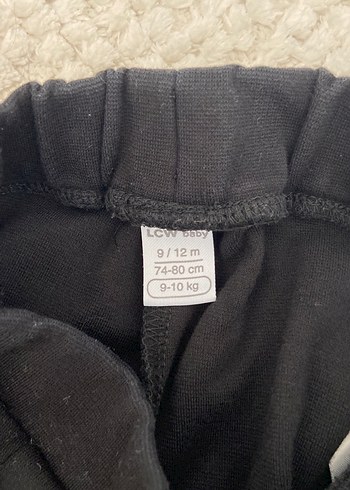 LCW baby
9 / 12 m
74-80 cm
9-10 kg